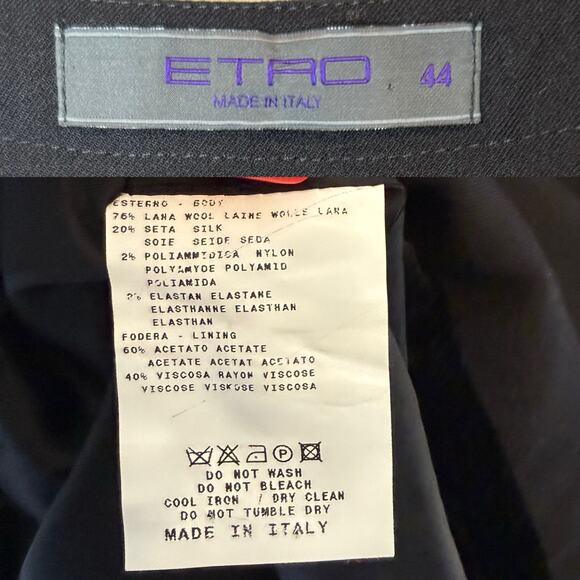 ETRO 44
MADE IN ITALY
ESTERNO - BODY
76% LANA WOOL LAINE WOLLE LANA
20% SETA SILK
SOIE SEIDE SEDA
2% POLIAMMIDICA NYLON
POLYAMYDE POLYAMID
POLIAMIDA
2% ELASTAN ELASTANE
ELASTHANNE ELASTHAN
ELASTHAN
FODERA - LINING
60% ACETATO ACETATE
ACETATE ACETAT ACETATO
40% VISCOSA RAYON VISCOSE
VISCOSE VISKOSE VISCOSA
P
DO NOT WASH
DO NOT BLEACH
COOL IRON / DRY CLEAN
DO NOT TUMBLE DRY
MADE IN ITALY